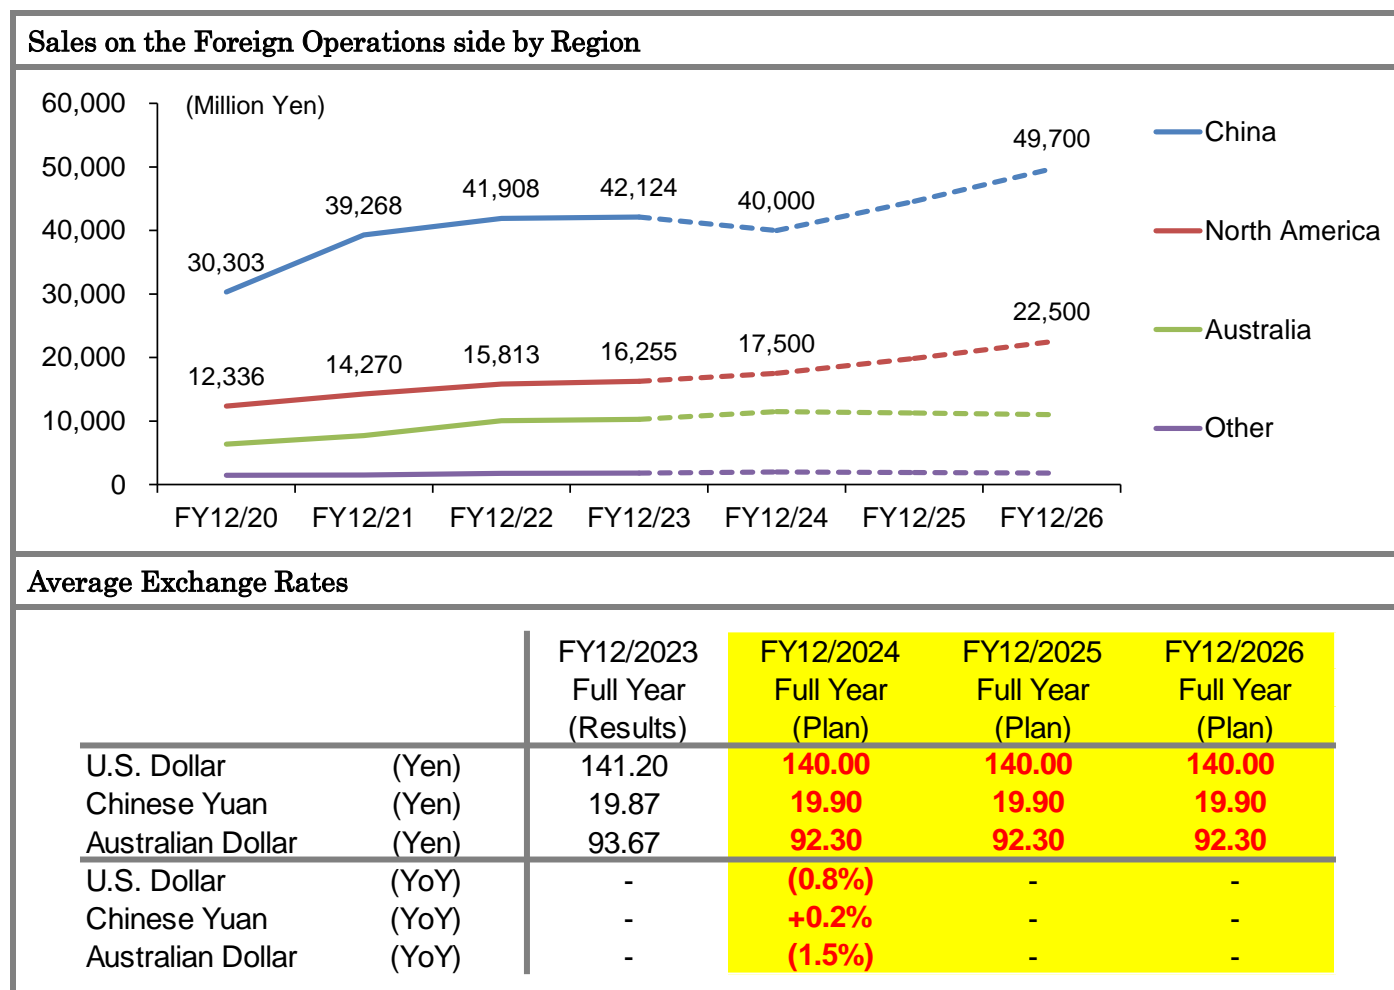 Sales on the Foreign Operations side by Region
(Million Yen)
60,000
50,000
40,000
30,000
20,000
10,000
0
30,303
39,268
41,908
42,124
40,000
49,700
12,336
14,270
15,813
16,255
17,500
22,500
FY12/20 FY12/21 FY12/22 FY12/23 FY12/24 FY12/25 FY12/26
China
North America
Australia
Other
Average Exchange Rates
FY12/2023 FY12/2024 FY12/2025 FY12/2026
Full Year Full Year Full Year Full Year
(Results) (Plan) (Plan) (Plan)
U.S. Dollar (Yen) 141.20 140.00 140.00 140.00
Chinese Yuan (Yen) 19.87 19.90 19.90 19.90
Australian Dollar (Yen) 93.67 92.30 92.30 92.30
U.S. Dollar (YoY) - (0.8%) - -
Chinese Yuan (YoY) - +0.2% - -
Australian Dollar (YoY) - (1.5%) - -